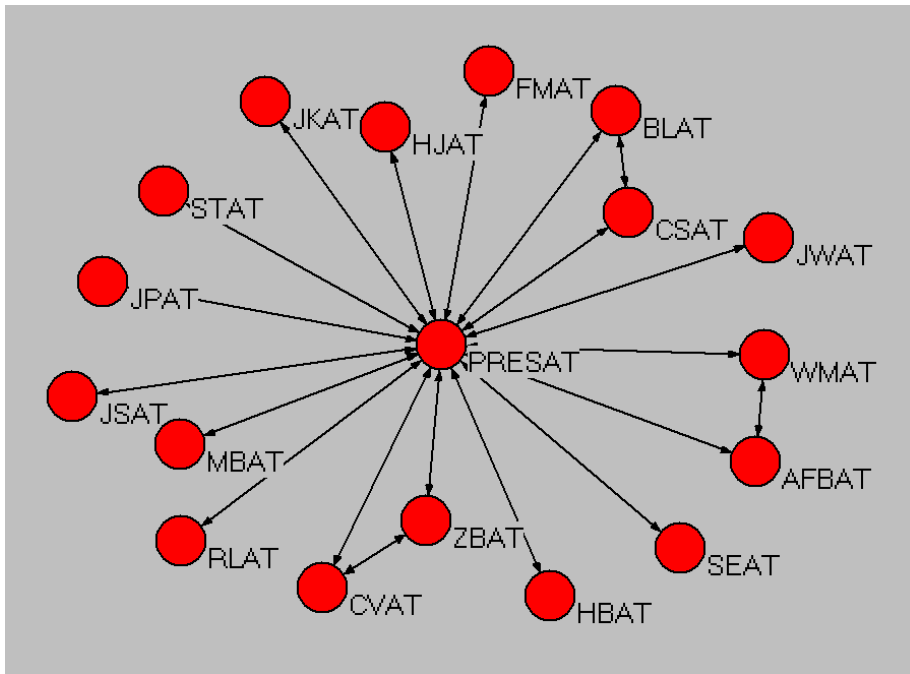 FMAT
JKAT
BLAT
HJAT
STAT
CSAT
JWAT
JPAT
PRESAT
WMAT
JSAT
MBAT
AFBAT
ZBAT
RLAT
SEAT
CVAT
HBAT